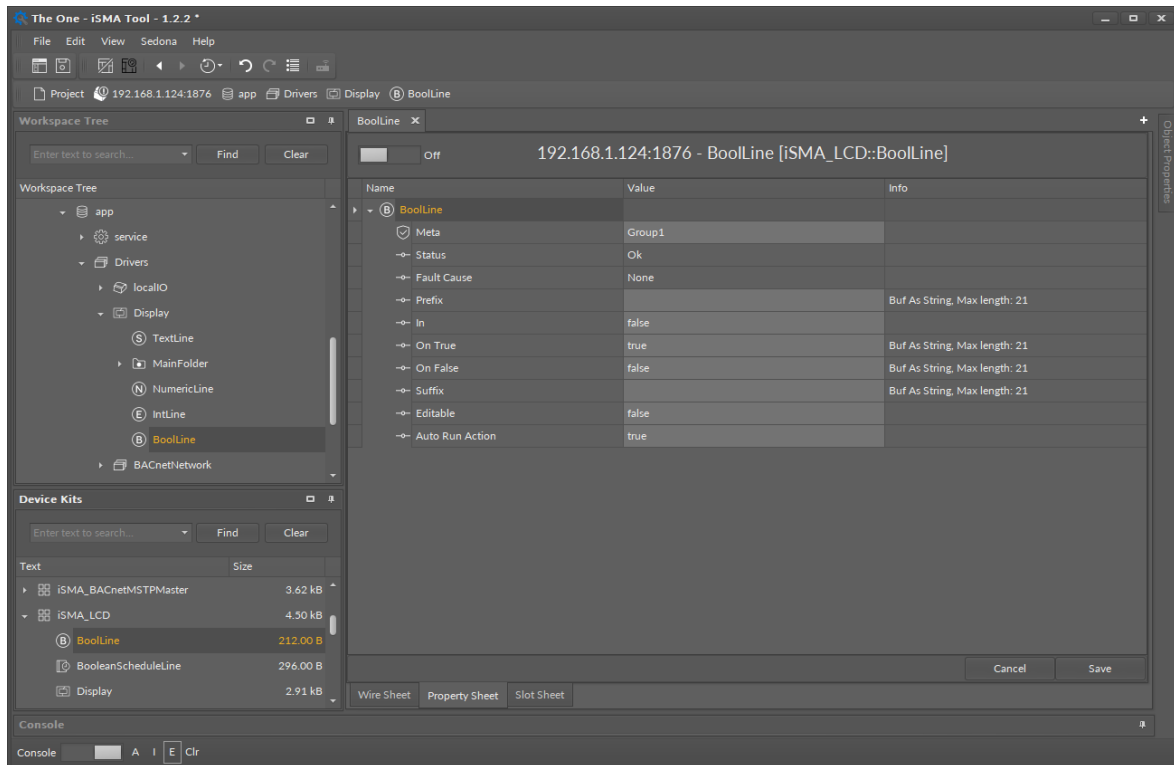 The One - iSMA Tool - 1.2.2 *
File Edit View Sedona Help
Project 192.168.1.124:1876 app Drivers Display B BoolLine
Workspace Tree
Enter text to search... Find Clear
Workspace Tree
app
service
Drivers
localIO
Display
S TextLine
MainFolder
N NumericLine
E IntLine
B BoolLine
BACnetNetwork
Device Kits
Enter text to search... Find Clear
Text Size
iSMA_BACnetMSTPMaster 3.62 kB
iSMA_LCD 4.50 kB
B BoolLine 212.00 B
BooleanScheduleLine 296.00 B
Display 2.91 kB
BoolLine
Off 192.168.1.124:1876 - BoolLine [iSMA_LCD::BoolLine]
Name Value Info
B BoolLine
Meta Group1
Status Ok
Fault Cause None
Prefix Buf As String, Max length: 21
In false
On True true Buf As String, Max length: 21
On False false Buf As String, Max length: 21
Suffix Buf As String, Max length: 21
Editable false
Auto Run Action true
Cancel Save
Wire Sheet Property Sheet Slot Sheet
Object Properties
Console
Console A I E Clr